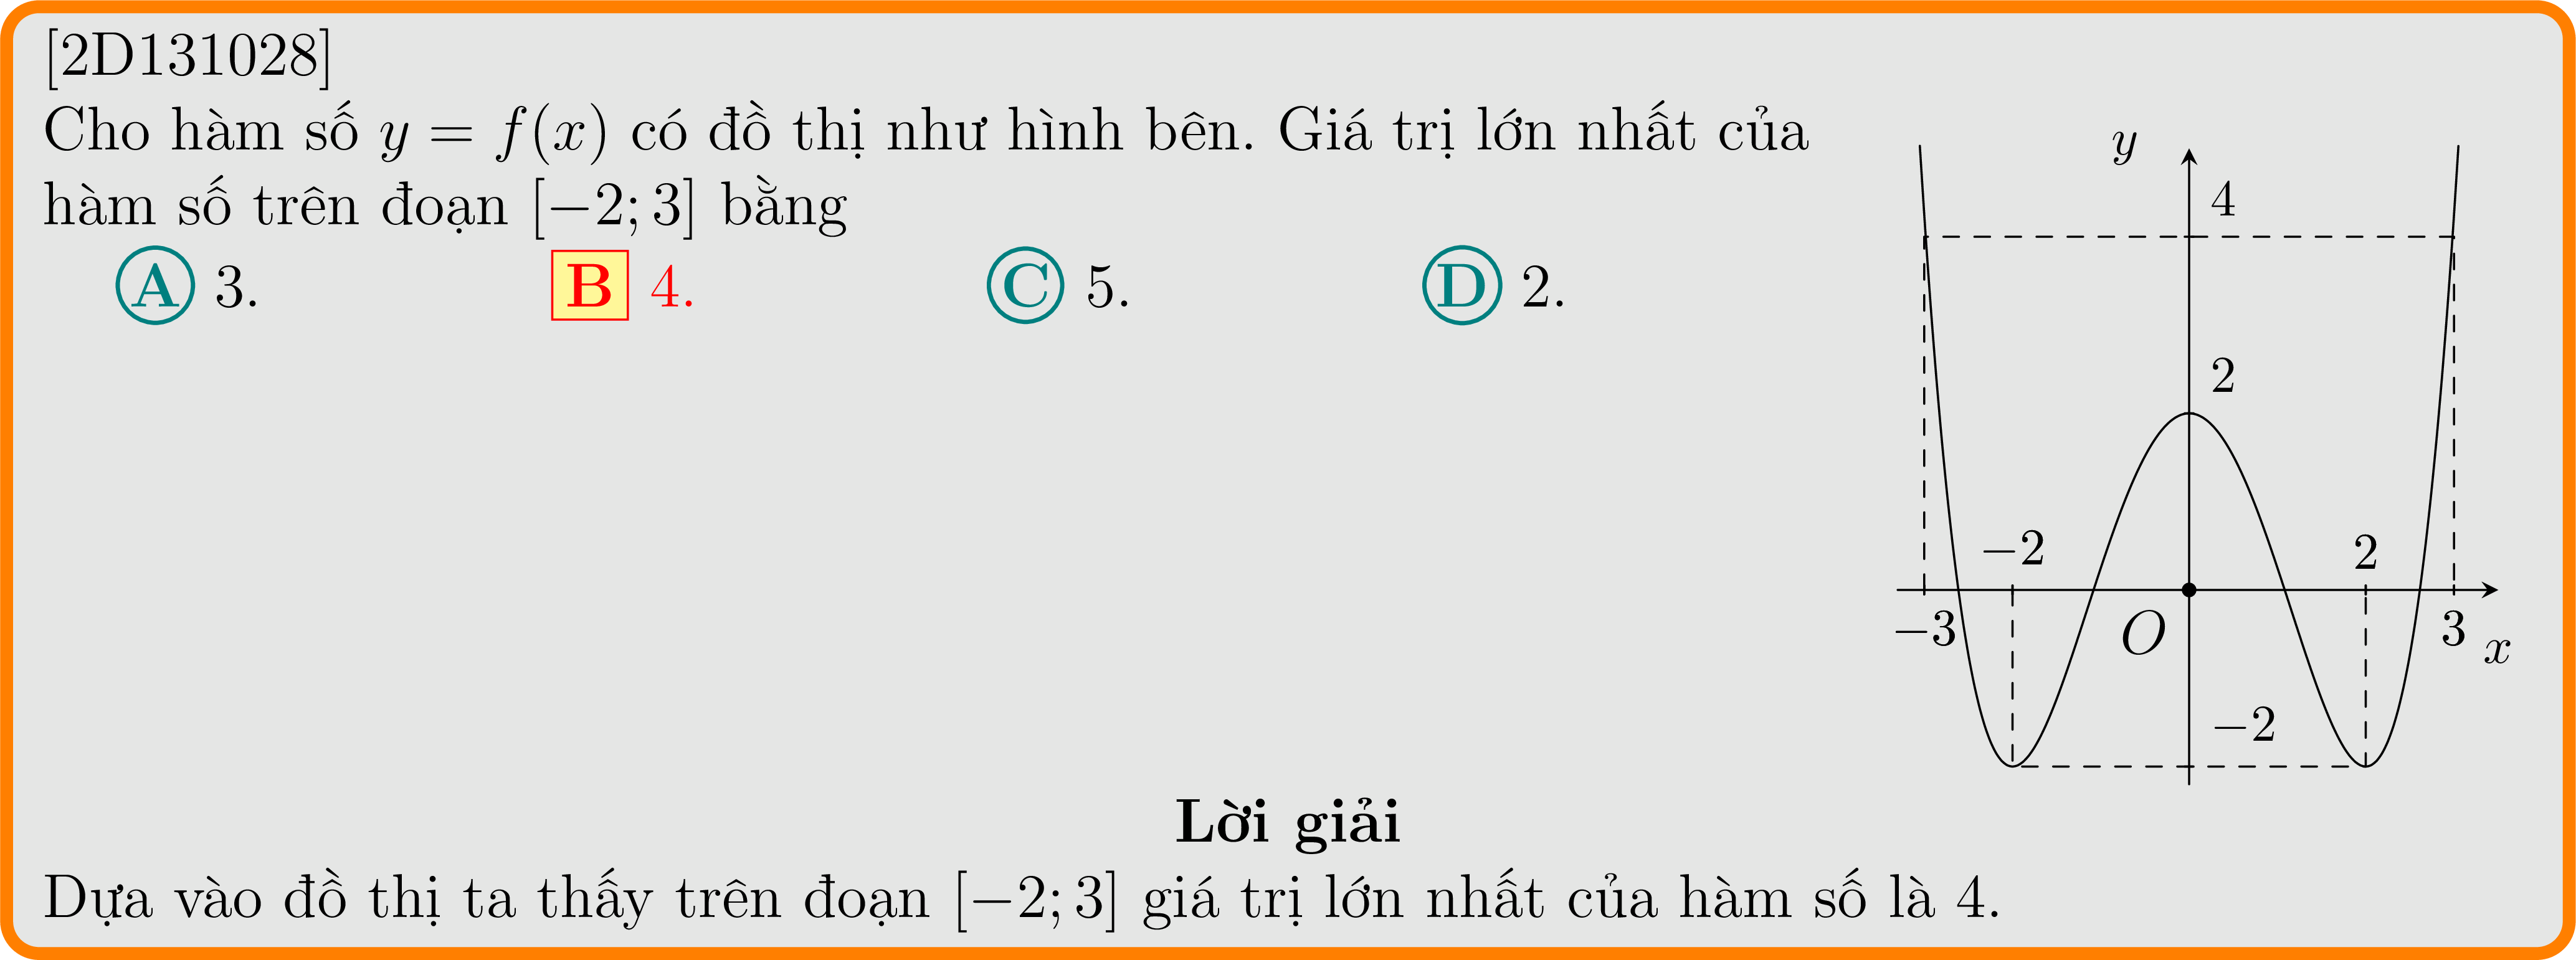 [2D131028]
Cho hàm số y = f(x) có đồ thị như hình bên. Giá trị lớn nhất của
hàm số trên đoạn [−2; 3] bằng
A 3. B 4. C 5. D 2.
y
4
2
−2 2
−3 O 3 x
−2
Lời giải
Dựa vào đồ thị ta thấy trên đoạn [−2; 3] giá trị lớn nhất của hàm số là 4.